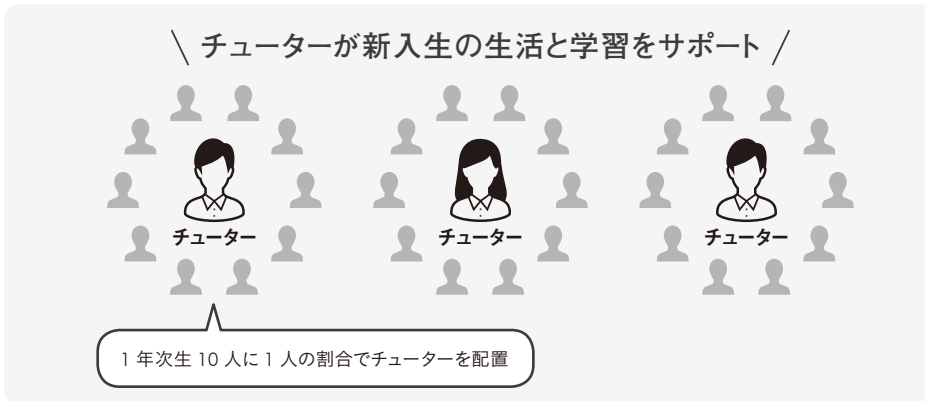 チューターが新入生の生活と学習をサポート
チューター
チューター
チューター
1 年次生 10 人に 1 人の割合でチューターを配置